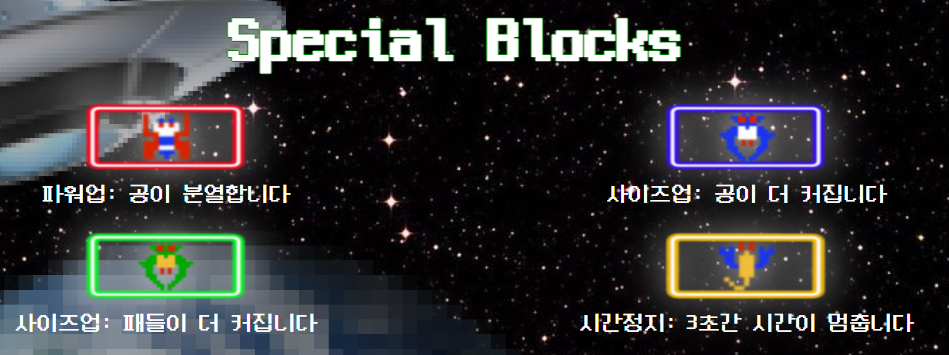 Special Blocks
파워업: 공이 분열합니다
사이즈업: 공이 더 커집니다
사이즈업: 패들이 더 커집니다
시간정지: 3초간 시간이 멈춥니다